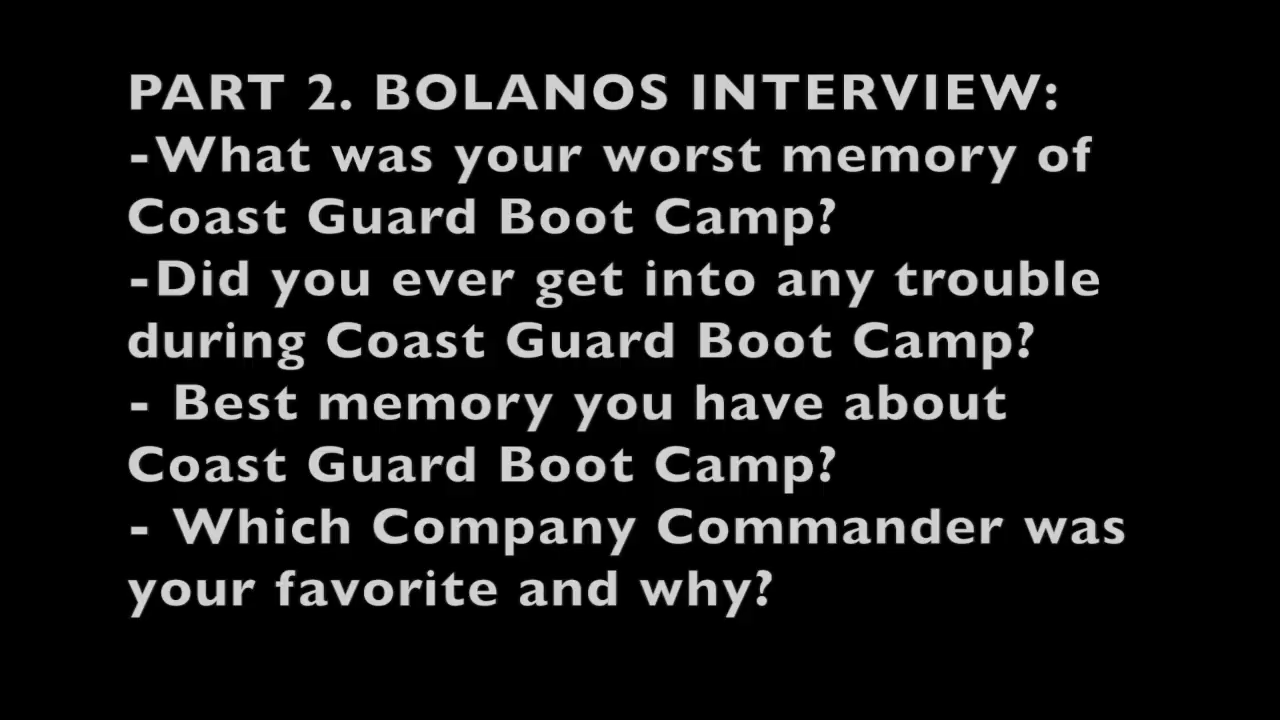 PART 2. BOLANOS INTERVIEW:
-What was your worst memory of
Coast Guard Boot Camp?
-Did you ever get into any trouble
during Coast Guard Boot Camp?
- Best memory you have about
Coast Guard Boot Camp?
- Which Company Commander was
your favorite and why?